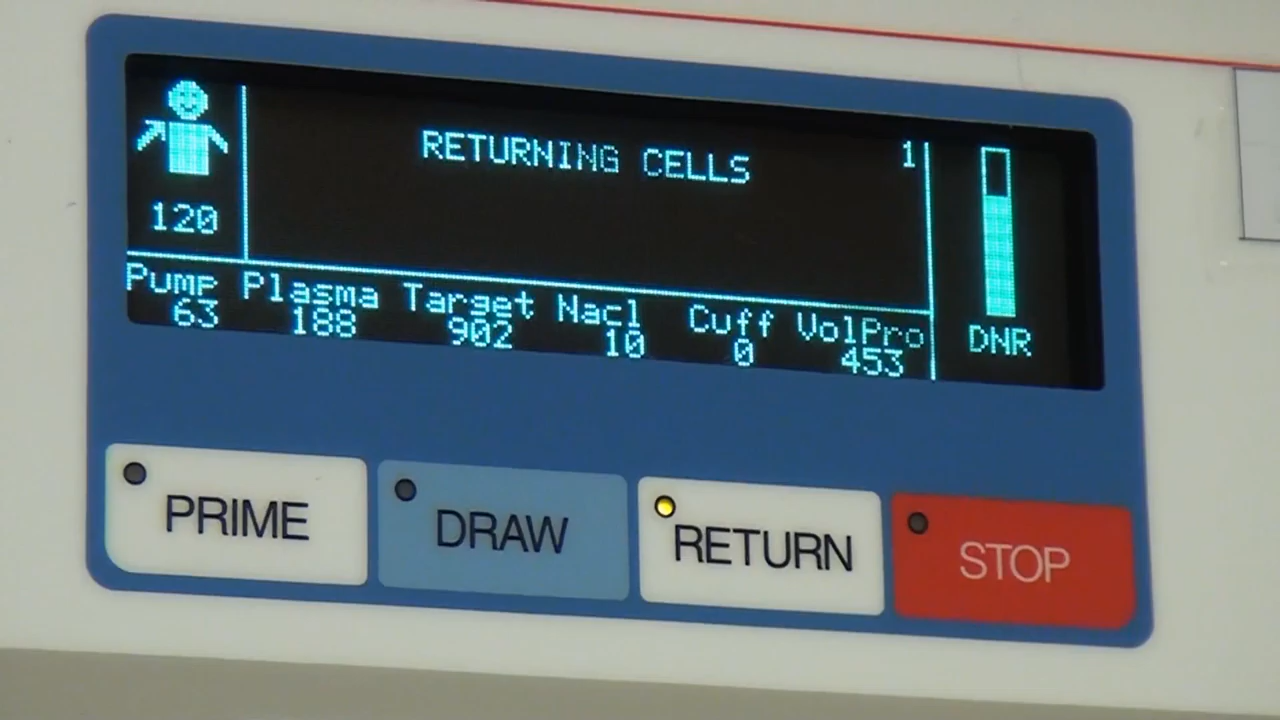 RETURNING CELLS 1
120
Pump Plasma Target Nacl Cuff VolPro
63 188 902 10 0 453
DNR
PRIME DRAW RETURN STOP